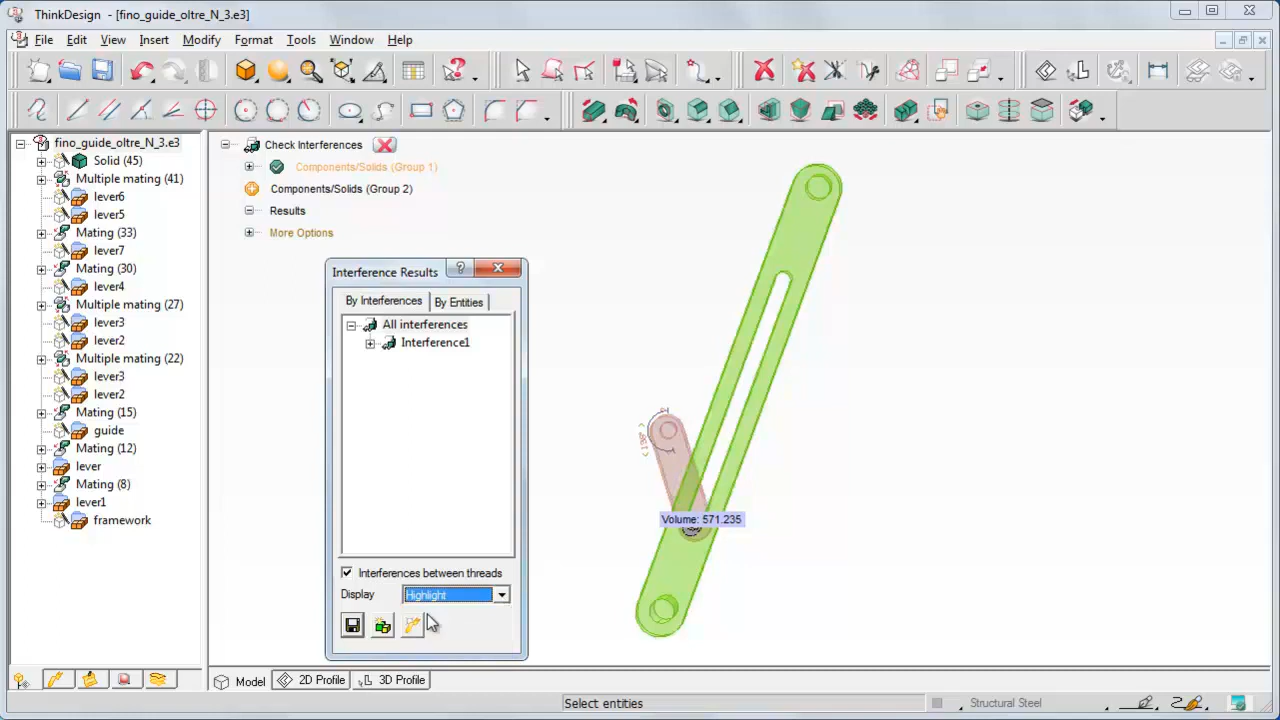 ThinkDesign - [fino_guide_oltre_N_3.e3]
File Edit View Insert Modify Format Tools Window Help
fino_guide_oltre_N_3.e3
Solid (45)
Multiple mating (41)
lever6
lever5
Mating (33)
lever7
Mating (30)
lever4
Multiple mating (27)
lever3
lever2
Multiple mating (22)
lever3
lever2
Mating (15)
guide
Mating (12)
lever
Mating (8)
lever1
framework
Check Interferences
Components/Solids (Group 1)
Components/Solids (Group 2)
Results
More Options
Interference Results
By Interferences By Entities
All interferences
Interference1
Interferences between threads
Display Highlight
Volume: 571.235
Model 2D Profile 3D Profile
Select entities
Structural Steel